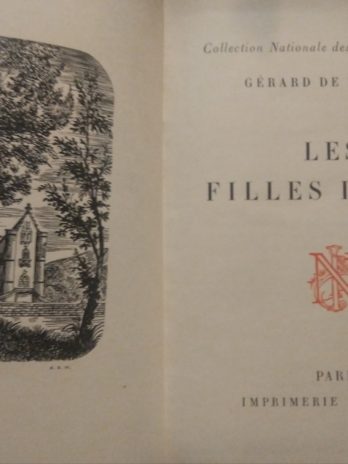 Collection Nationale des
GÉRARD DE
LES
FILLES
PAR
IMPRIMERIE